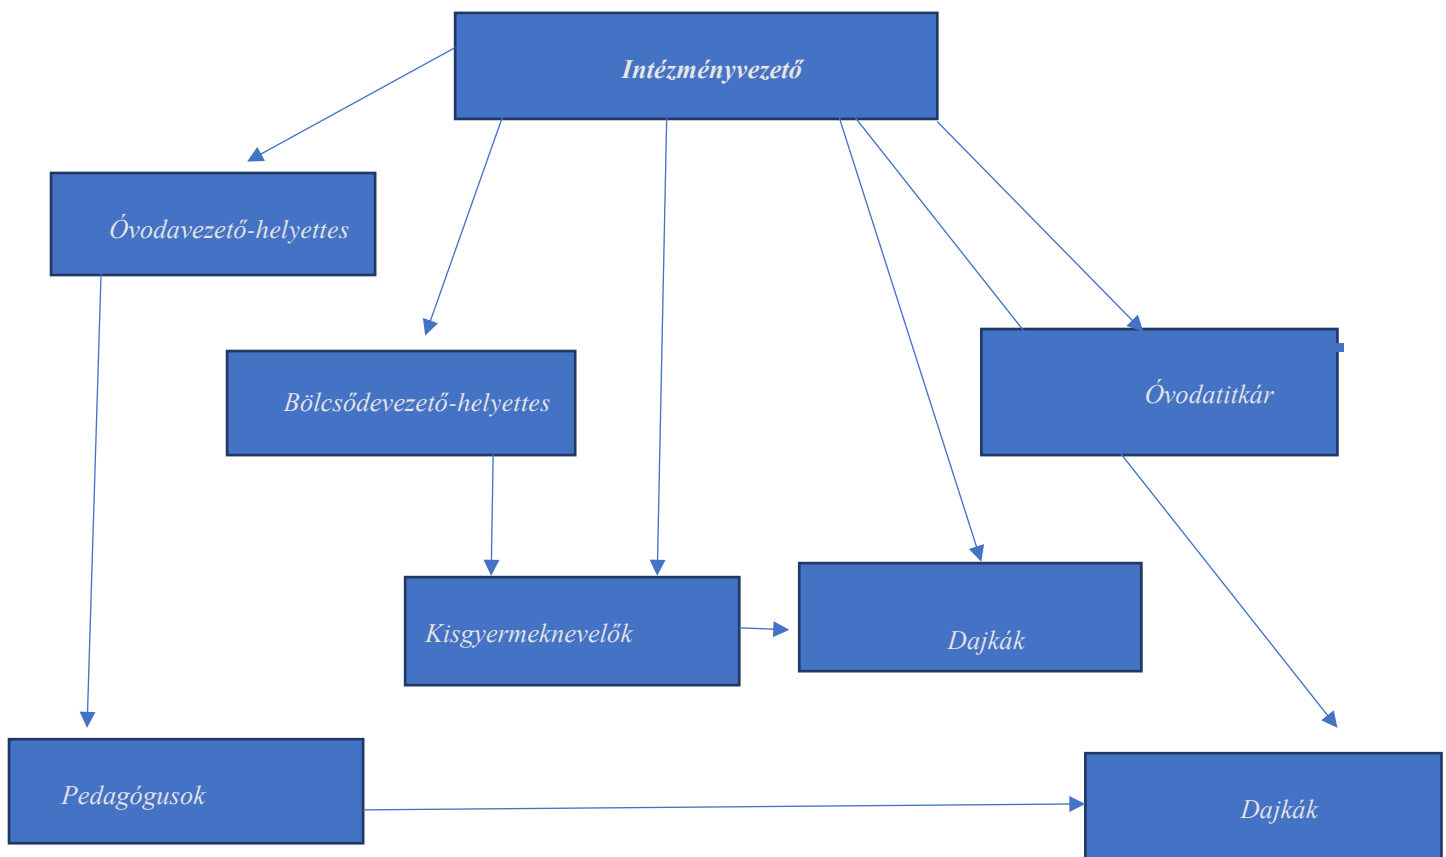 Intézményvezető
Óvodavezető-helyettes
Bölcsődevezető-helyettes
Óvodatitkár
Kisgyermeknevelők
Dajkák
Pedagógusok
Dajkák